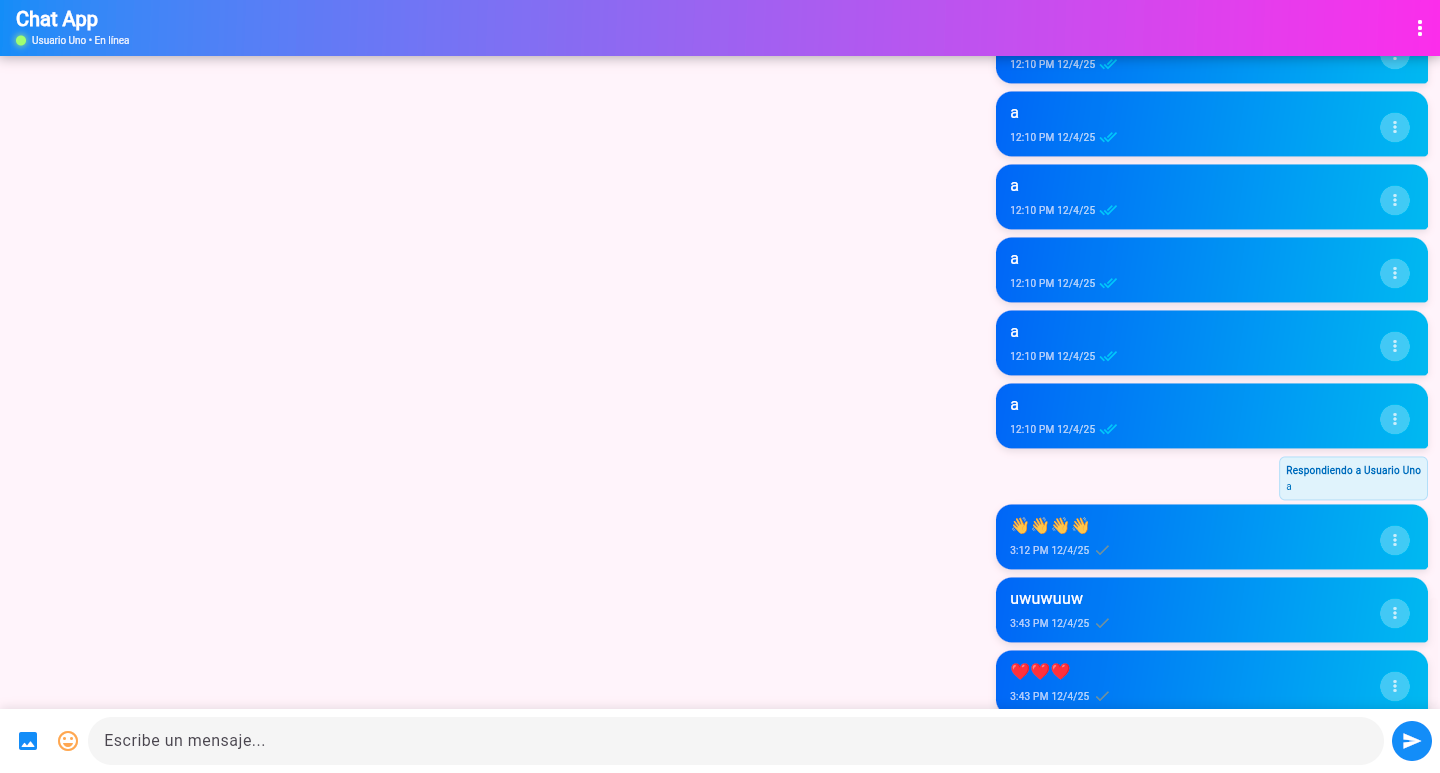 Chat App
Usuario Uno • En línea
12:10 PM 12/4/25
a
12:10 PM 12/4/25
a
12:10 PM 12/4/25
a
12:10 PM 12/4/25
a
12:10 PM 12/4/25
a
12:10 PM 12/4/25
Respondiendo a Usuario Uno
a
👋👋👋👋
3:12 PM 12/4/25
uwuwuuw
3:43 PM 12/4/25
❤️❤️❤️
3:43 PM 12/4/25
Escribe un mensaje...